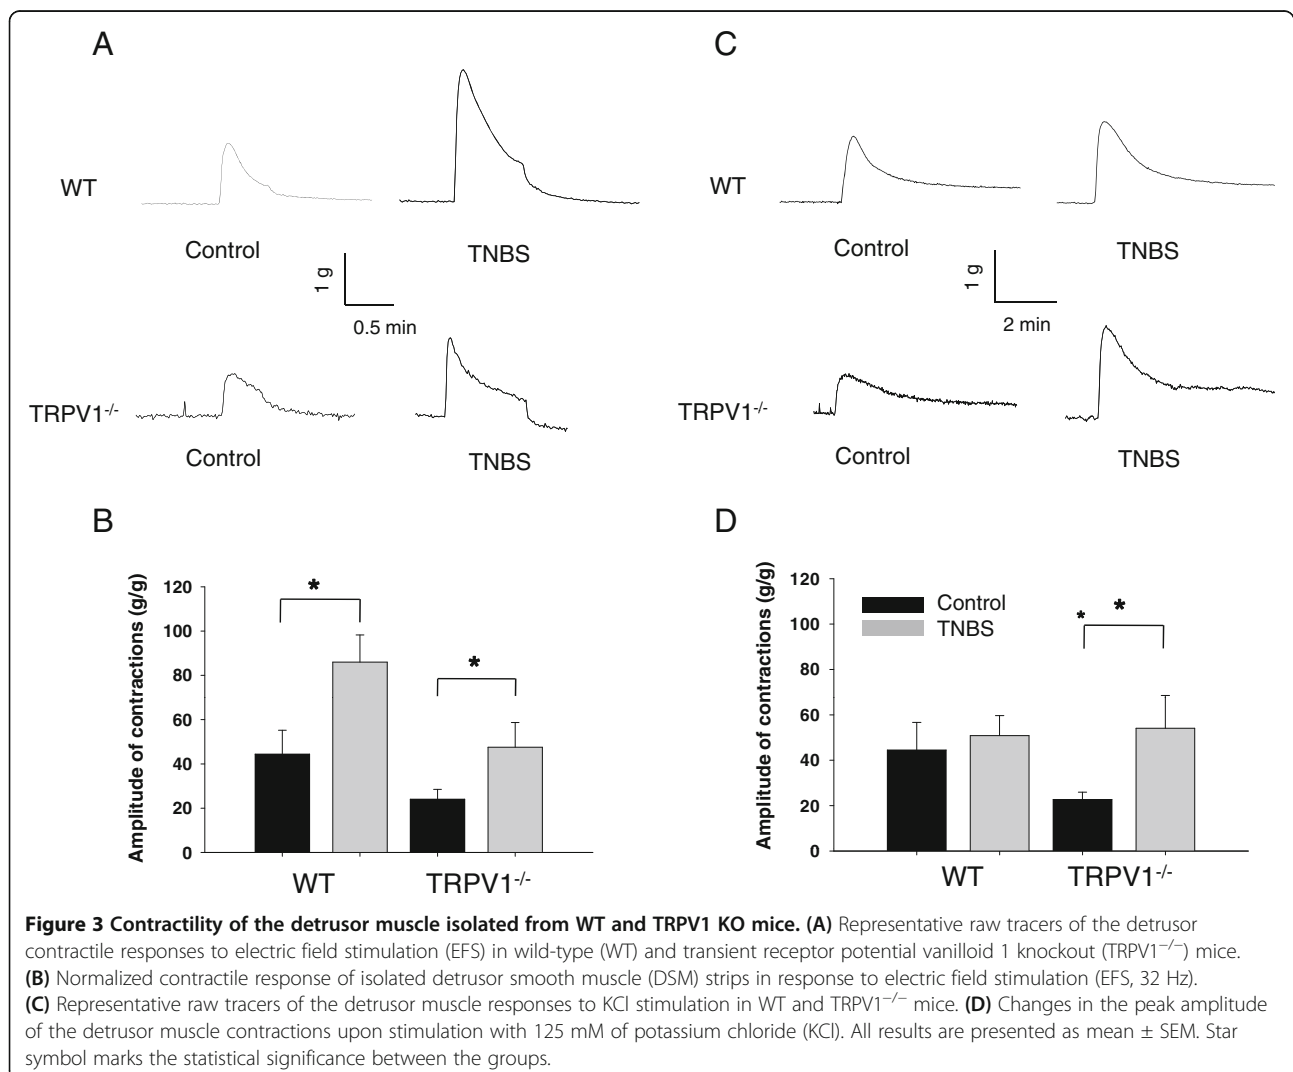 A
C
WT
Control
TNBS
WT
Control
TNBS
1 g
0.5 min
1 g
2 min
TRPV1-/-
Control
TNBS
TRPV1-/-
Control
TNBS
B
D
Amplitude of contractions (g/g)
120
100
80
60
40
20
0
*
*
WT
TRPV1-/-
Amplitude of contractions (g/g)
120
100
80
60
40
20
0
Control
TNBS
* *
WT
TRPV1-/-
Figure 3 Contractility of the detrusor muscle isolated from WT and TRPV1 KO mice. (A) Representative raw tracers of the detrusor
contractile responses to electric field stimulation (EFS) in wild-type (WT) and transient receptor potential vanilloid 1 knockout (TRPV1−/−) mice.
(B) Normalized contractile response of isolated detrusor smooth muscle (DSM) strips in response to electric field stimulation (EFS, 32 Hz).
(C) Representative raw tracers of the detrusor muscle responses to KCl stimulation in WT and TRPV1−/− mice. (D) Changes in the peak amplitude
of the detrusor muscle contractions upon stimulation with 125 mM of potassium chloride (KCl). All results are presented as mean ± SEM. Star
symbol marks the statistical significance between the groups.